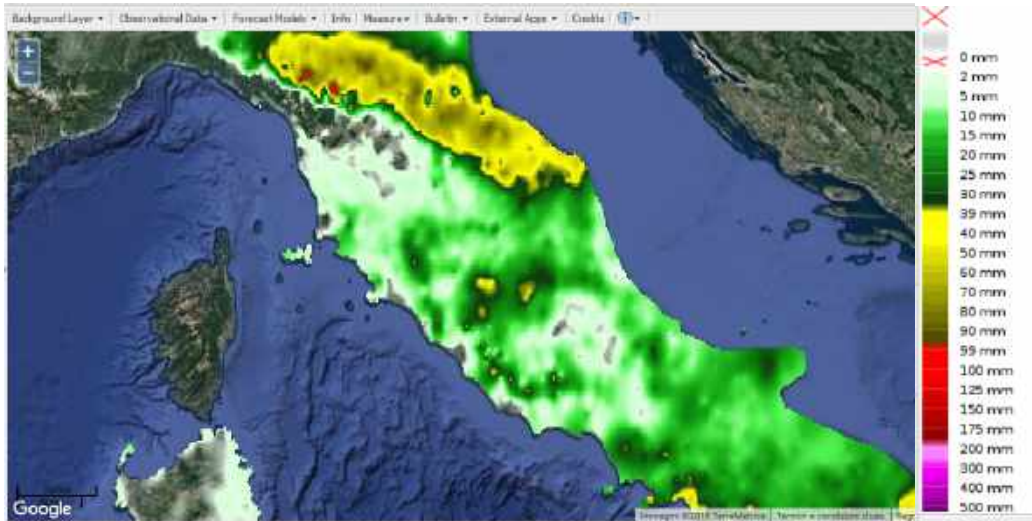 Background Layer Observational Data Forecast Models Info Measure Bulletin External Apps Credits
+
−
0 mm
2 mm
5 mm
10 mm
15 mm
20 mm
25 mm
30 mm
39 mm
40 mm
50 mm
60 mm
70 mm
80 mm
90 mm
99 mm
100 mm
125 mm
150 mm
175 mm
200 mm
300 mm
400 mm
500 mm
Google